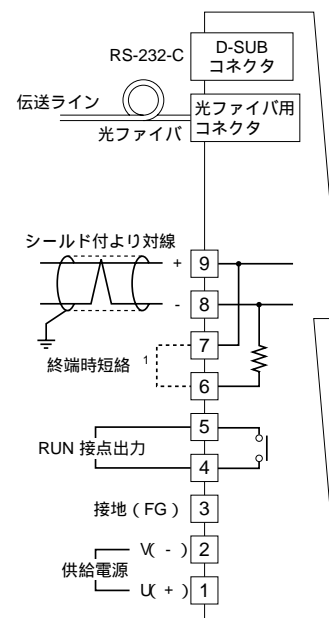 RS-232-C
D-SUB
コネクタ
伝送ライン
光ファイバ
光ファイバ用
コネクタ
シールド付より対線
+ 9
- 8
7
終端時短絡 1
6
5
RUN 接点出力
4
接地（FG） 3
V( - ) 2
供給電源
U( + ) 1